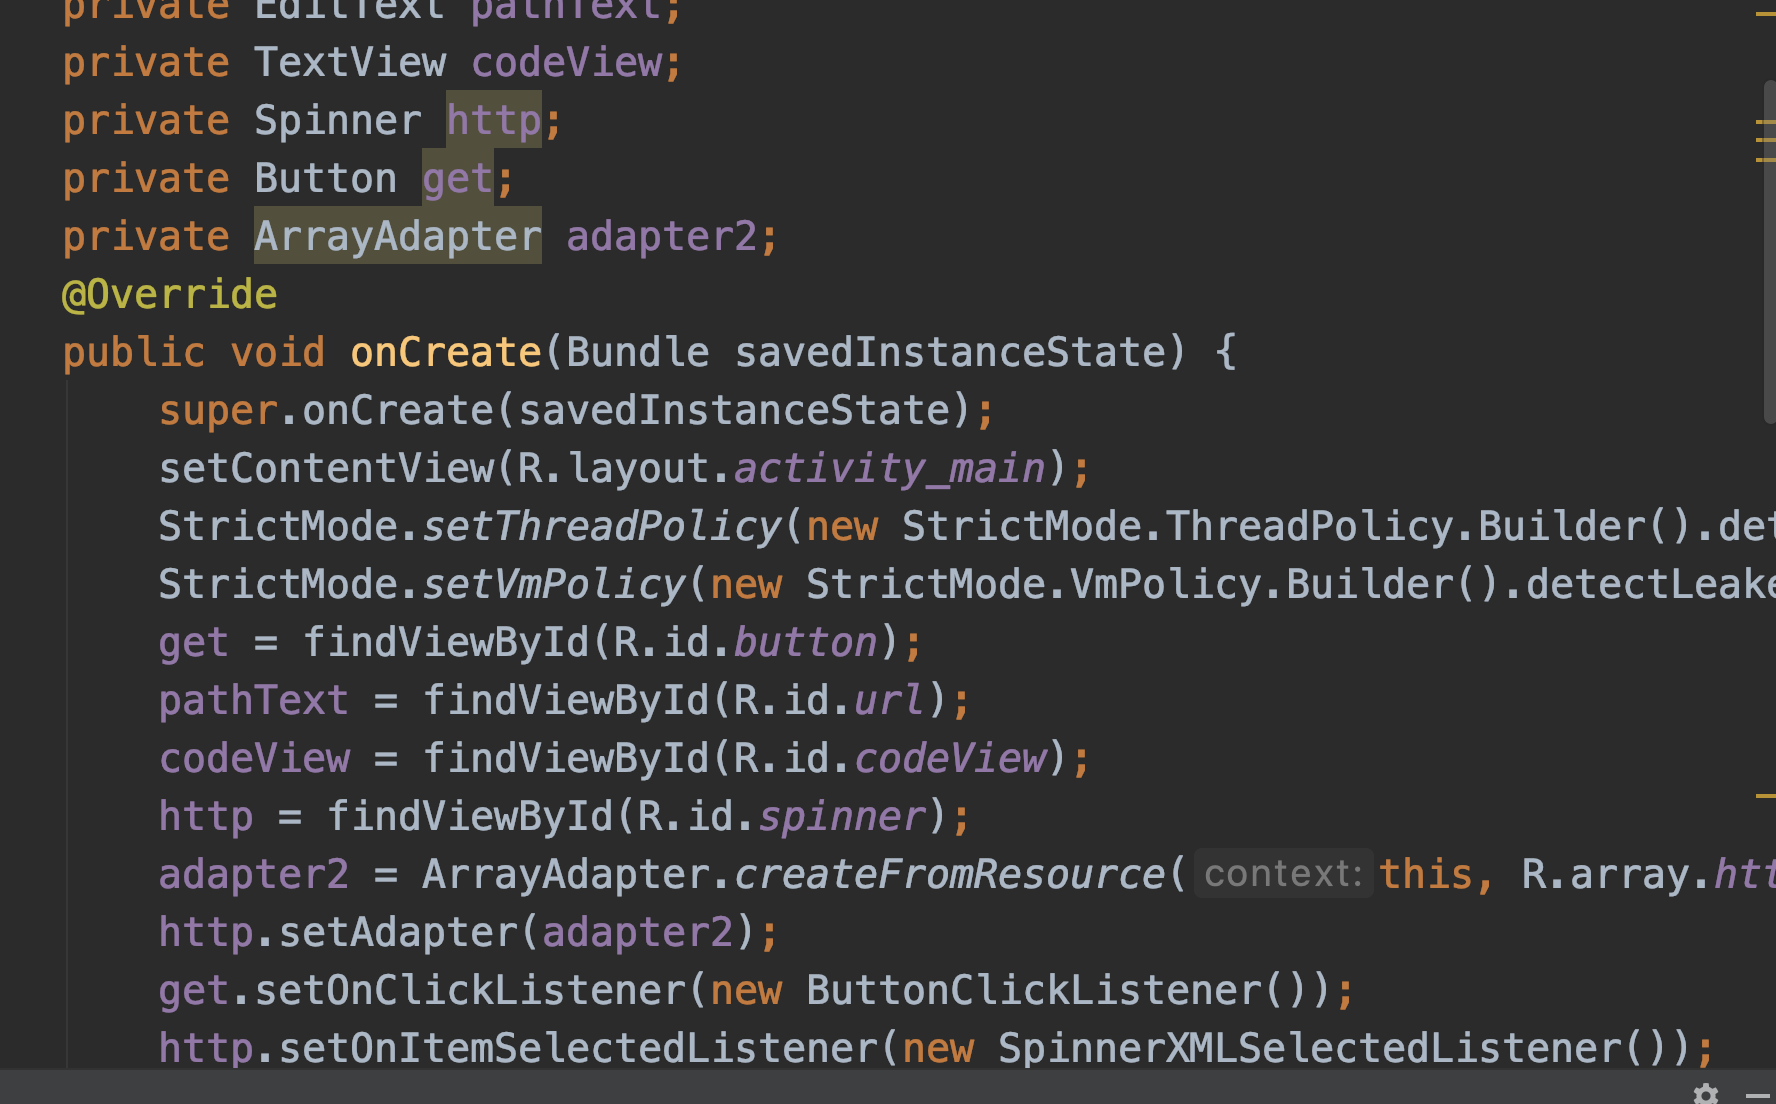 private EditText pathText;
private TextView codeView;
private Spinner http;
private Button get;
private ArrayAdapter adapter2;
@Override
public void onCreate(Bundle savedInstanceState) {
super.onCreate(savedInstanceState);
setContentView(R.layout.activity_main);
StrictMode.setThreadPolicy(new StrictMode.ThreadPolicy.Builder().det
StrictMode.setVmPolicy(new StrictMode.VmPolicy.Builder().detectLeake
get = findViewById(R.id.button);
pathText = findViewById(R.id.url);
codeView = findViewById(R.id.codeView);
http = findViewById(R.id.spinner);
adapter2 = ArrayAdapter.createFromResource( context: this, R.array.htt
http.setAdapter(adapter2);
get.setOnClickListener(new ButtonClickListener());
http.setOnItemSelectedListener(new SpinnerXMLSelectedListener());